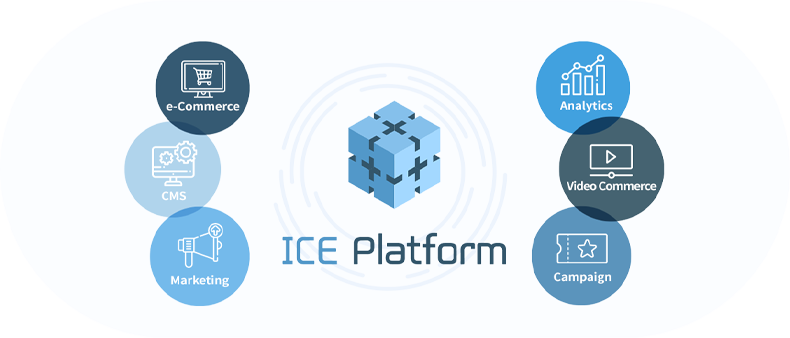 e-Commerce
CMS
Marketing
ICE Platform
Analytics
Video Commerce
Campaign